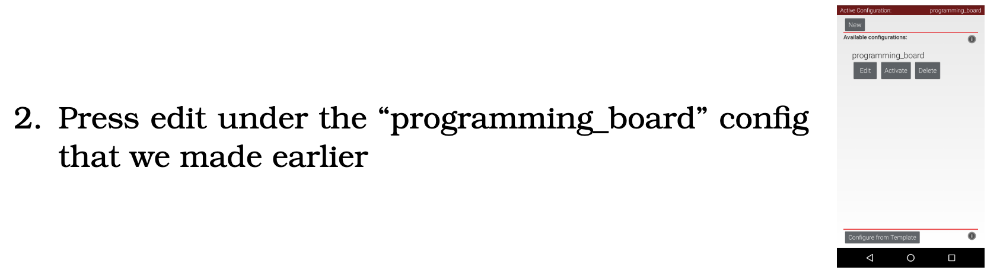 2. Press edit under the “programming_board” config
that we made earlier
Active Configuration: programming_board
New
Available configurations:
programming_board
Edit Activate Delete
Configure from Template